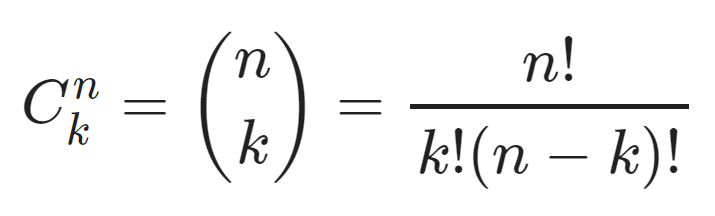 $C_k^n = \binom{n}{k} = \frac{n!}{k!(n-k)!}$